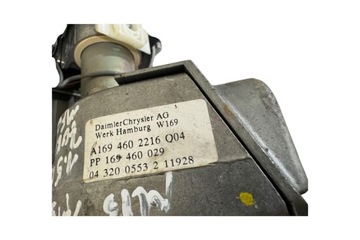 DaimlerChrysler AG
Werk Hamburg W169
A169 460 2216 Q04
PP 169 460 029
04 320 0553 2 11928